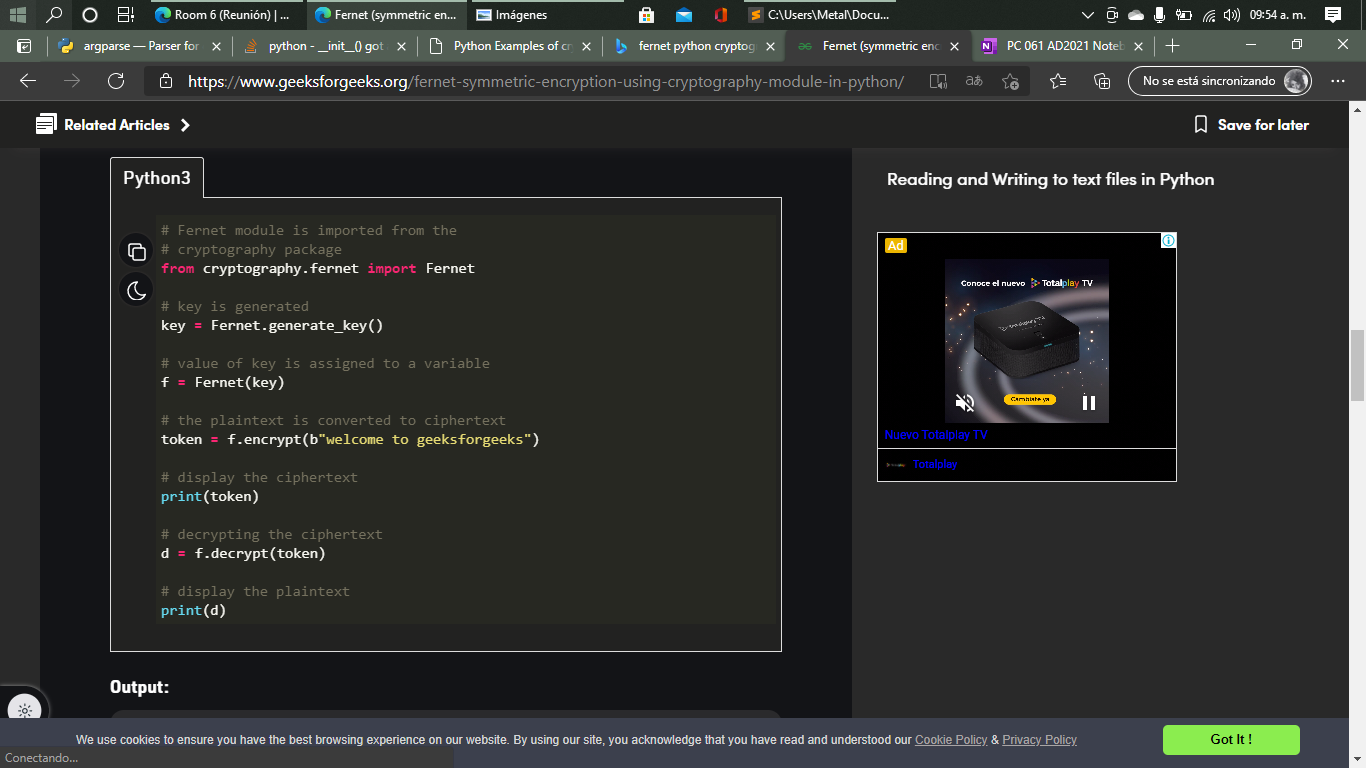 Room 6 (Reunión) | ...
Fernet (symmetric en...
Imágenes
C:\Users\Metal\Docu...
09:54 a. m.
argparse — Parser for
python - __init__() got
Python Examples of cr
fernet python cryptog
Fernet (symmetric enc
PC 061 AD2021 Noteb
https://www.geeksforgeeks.org/fernet-symmetric-encryption-using-cryptography-module-in-python/
No se está sincronizando
Related Articles
Save for later
Python3
Reading and Writing to text files in Python
# Fernet module is imported from the
# cryptography package
from cryptography.fernet import Fernet
# key is generated
key = Fernet.generate_key()
# value of key is assigned to a variable
f = Fernet(key)
# the plaintext is converted to ciphertext
token = f.encrypt(b"welcome to geeksforgeeks")
# display the ciphertext
print(token)
# decrypting the ciphertext
d = f.decrypt(token)
# display the plaintext
print(d)
Ad
Conoce el nuevo Totalplay TV
Cámbiate ya
Nuevo Totalplay TV
Totalplay
Output:
We use cookies to ensure you have the best browsing experience on our website. By using our site, you acknowledge that you have read and understood our Cookie Policy & Privacy Policy
Got It !
Conectando...